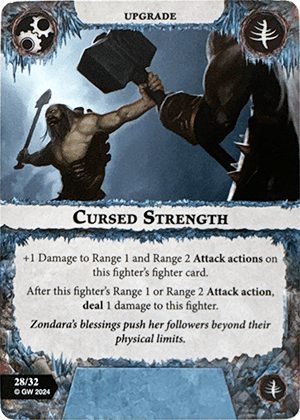 UPGRADE
CURSED STRENGTH
+1 Damage to Range 1 and Range 2 Attack actions on
this fighter's fighter card.
After this fighter's Range 1 or Range 2 Attack action,
deal 1 damage to this fighter.
Zondara's blessings push her followers beyond their
physical limits.
28/32
© GW 2024